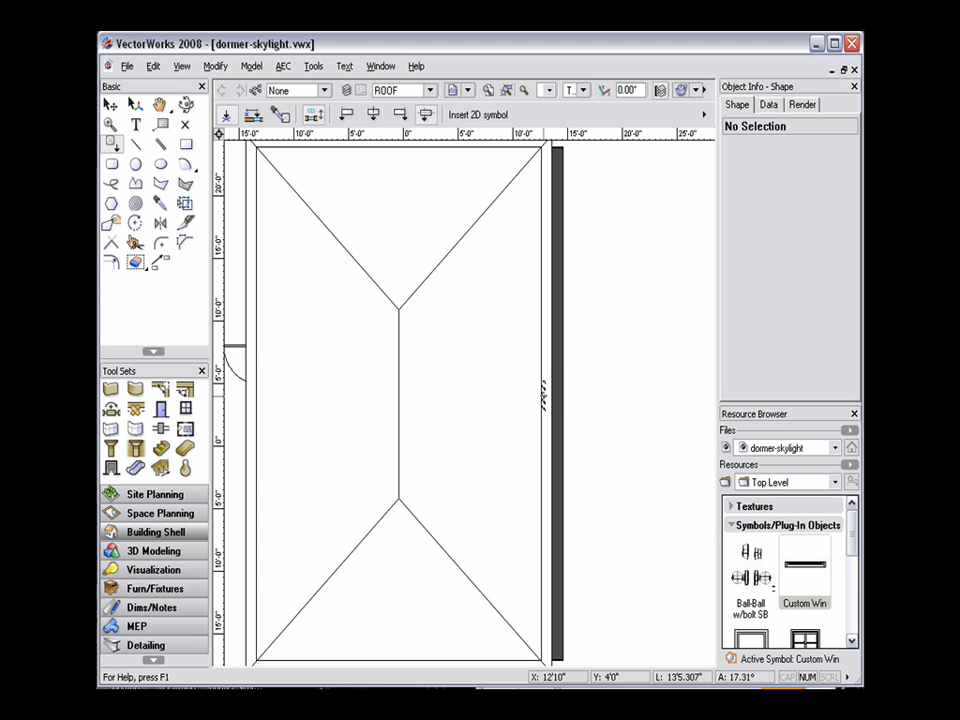 VectorWorks 2008 - [dormer-skylight.vwx]
File Edit View Modify Model AEC Tools Text Window Help
Basic
None
ROOF
T..
0.00"
Insert 2D symbol
15'-0" 10'-0" 5'-0" 0" 5'-0" 10'-0" 15'-0" 20'-0" 25'-0"
20'-0"
15'-0"
10'-0"
5'-0"
0"
5'-0"
10'-0"
15'-0"
Tool Sets
Site Planning
Space Planning
Building Shell
3D Modeling
Visualization
Furn/Fixtures
Dims/Notes
MEP
Detailing
Object Info - Shape
Shape Data Render
No Selection
Resource Browser
Files
dormer-skylight
Resources
Top Level
Textures
Symbols/Plug-In Objects
Ball-Ball
w/bolt SB
Custom Win
Active Symbol: Custom Win
For Help, press F1
X: 12'10" Y: 4'0" L: 13'5.307" A: 17.31° CAP NUM SCRL